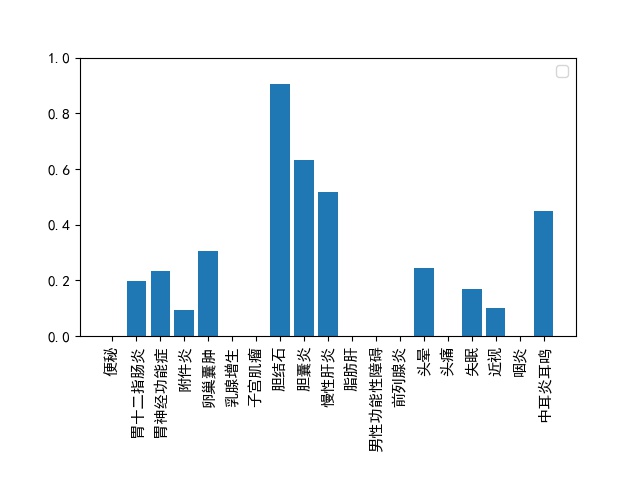 1.0
0.8
0.6
0.4
0.2
0.0
便秘
胃十二指肠炎
胃神经功能症
附件炎
卵巢囊肿
乳腺增生
子宫肌瘤
胆结石
胆囊炎
慢性肝炎
脂肪肝
男性功能性障碍
前列腺炎
头晕
头痛
失眠
近视
咽炎
中耳炎耳鸣